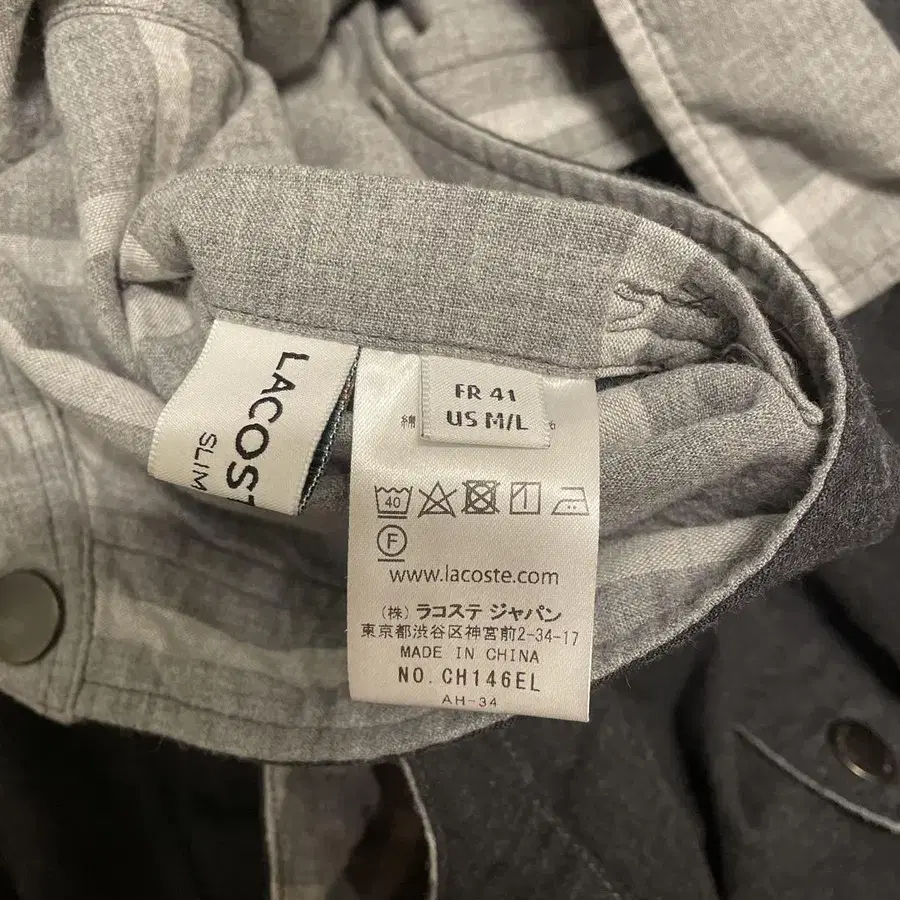 LACOST
SLIM
FR 41
US M/L
綿
40
F
www.lacoste.com
(株) ラコステ ジャパン
東京都渋谷区神宮前2-34-17
MADE IN CHINA
NO. CH146EL
AH-34